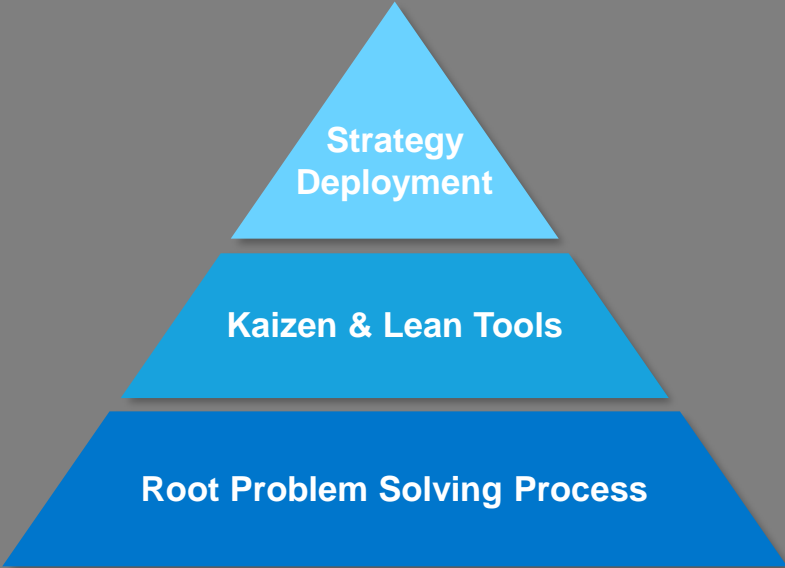 Strategy
Deployment
Kaizen & Lean Tools
Root Problem Solving Process